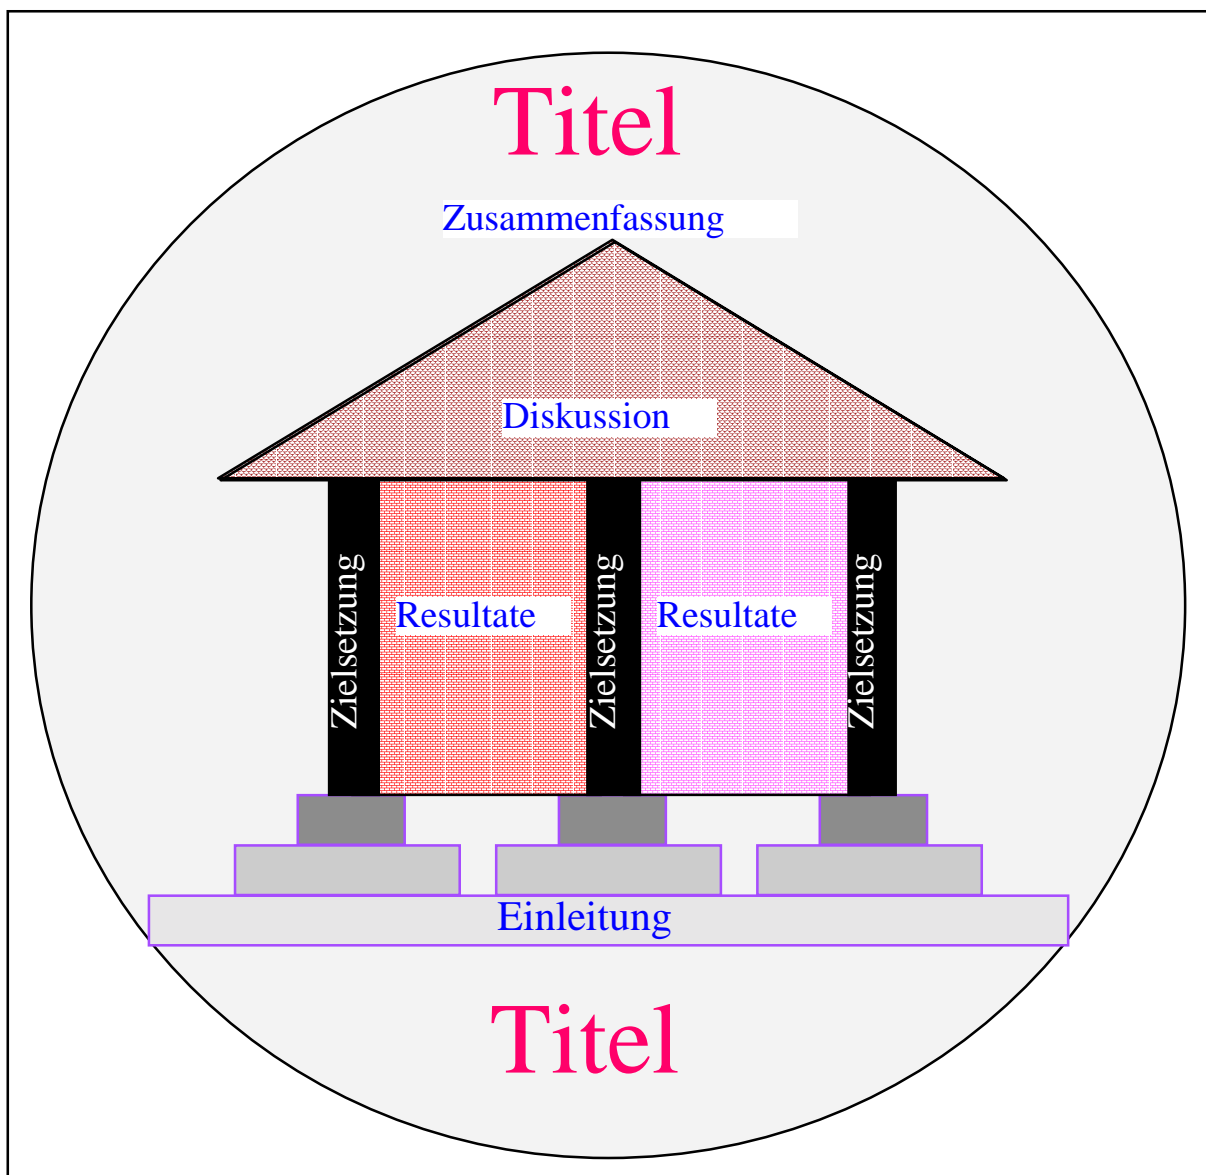 Titel
Zusammenfassung
Diskussion
Zielsetzung
Resultate
Zielsetzung
Resultate
Zielsetzung
Einleitung
Titel